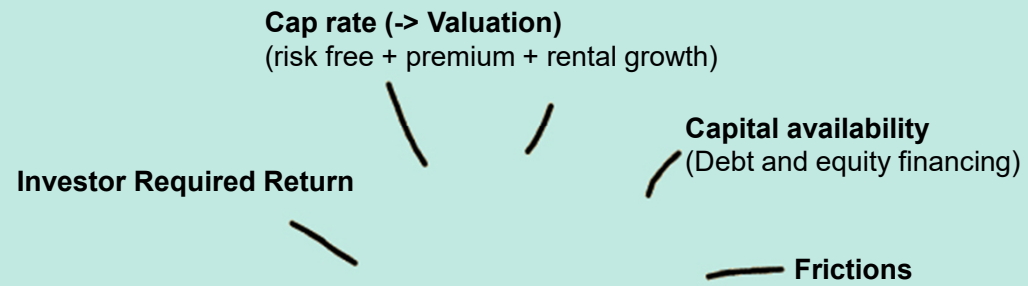 Cap rate (-> Valuation)
(risk free + premium + rental growth)
Capital availability
(Debt and equity financing)
Investor Required Return
Frictions